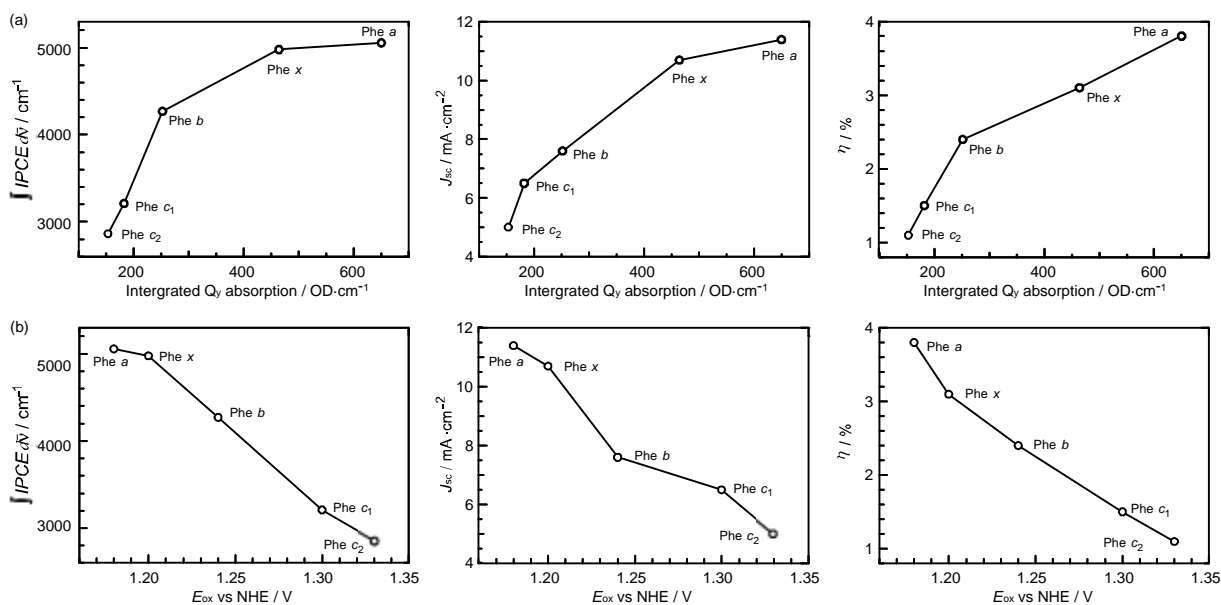 (a)
5000
4000
3000
∫ IPCE dν̄ / cm⁻¹
Phe a
Phe x
Phe b
Phe c₁
Phe c₂
200
400
600
Intergrated Qy absorption / OD·cm⁻¹
12
10
8
6
4
Jsc / mA·cm⁻²
Phe a
Phe x
Phe b
Phe c₁
Phe c₂
200
400
600
Intergrated Qy absorption / OD·cm⁻¹
4
3
2
1
η / %
Phe a
Phe x
Phe b
Phe c₁
Phe c₂
200
400
600
Intergrated Qy absorption / OD·cm⁻¹
(b)
5000
4000
3000
∫ IPCE dν̄ / cm⁻¹
Phe a
Phe x
Phe b
Phe c₁
Phe c₂
1.20
1.25
1.30
1.35
Eox vs NHE / V
12
10
8
6
4
Jsc / mA·cm⁻²
Phe a
Phe x
Phe b
Phe c₁
Phe c₂
1.20
1.25
1.30
1.35
Eox vs NHE / V
4
3
2
1
η / %
Phe a
Phe x
Phe b
Phe c₁
Phe c₂
1.20
1.25
1.30
1.35
Eox vs NHE / V